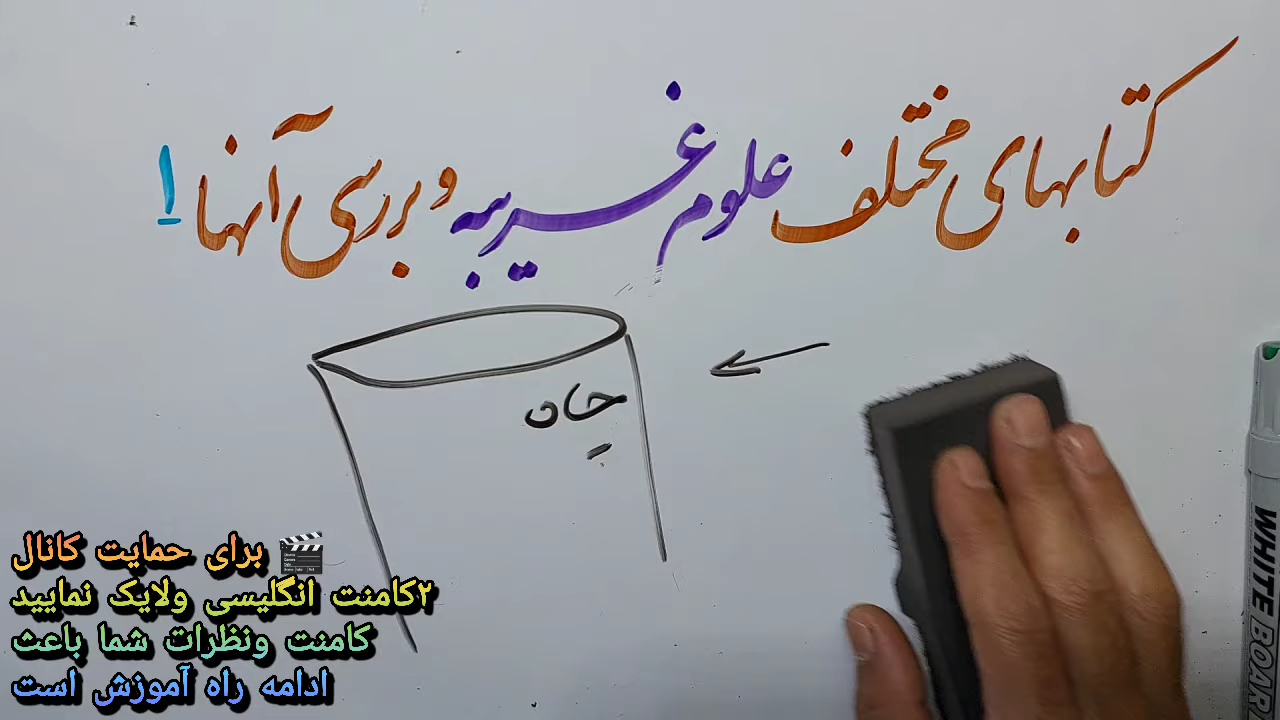 کتابهای مختلف علوم غریبه و بررسی آنها !
چاه
برای حمایت کانال
۲کامنت انگلیسی ولایک نمایید
کامنت ونظرات شما باعث
ادامه راه آموزش است
WHITE BOAR